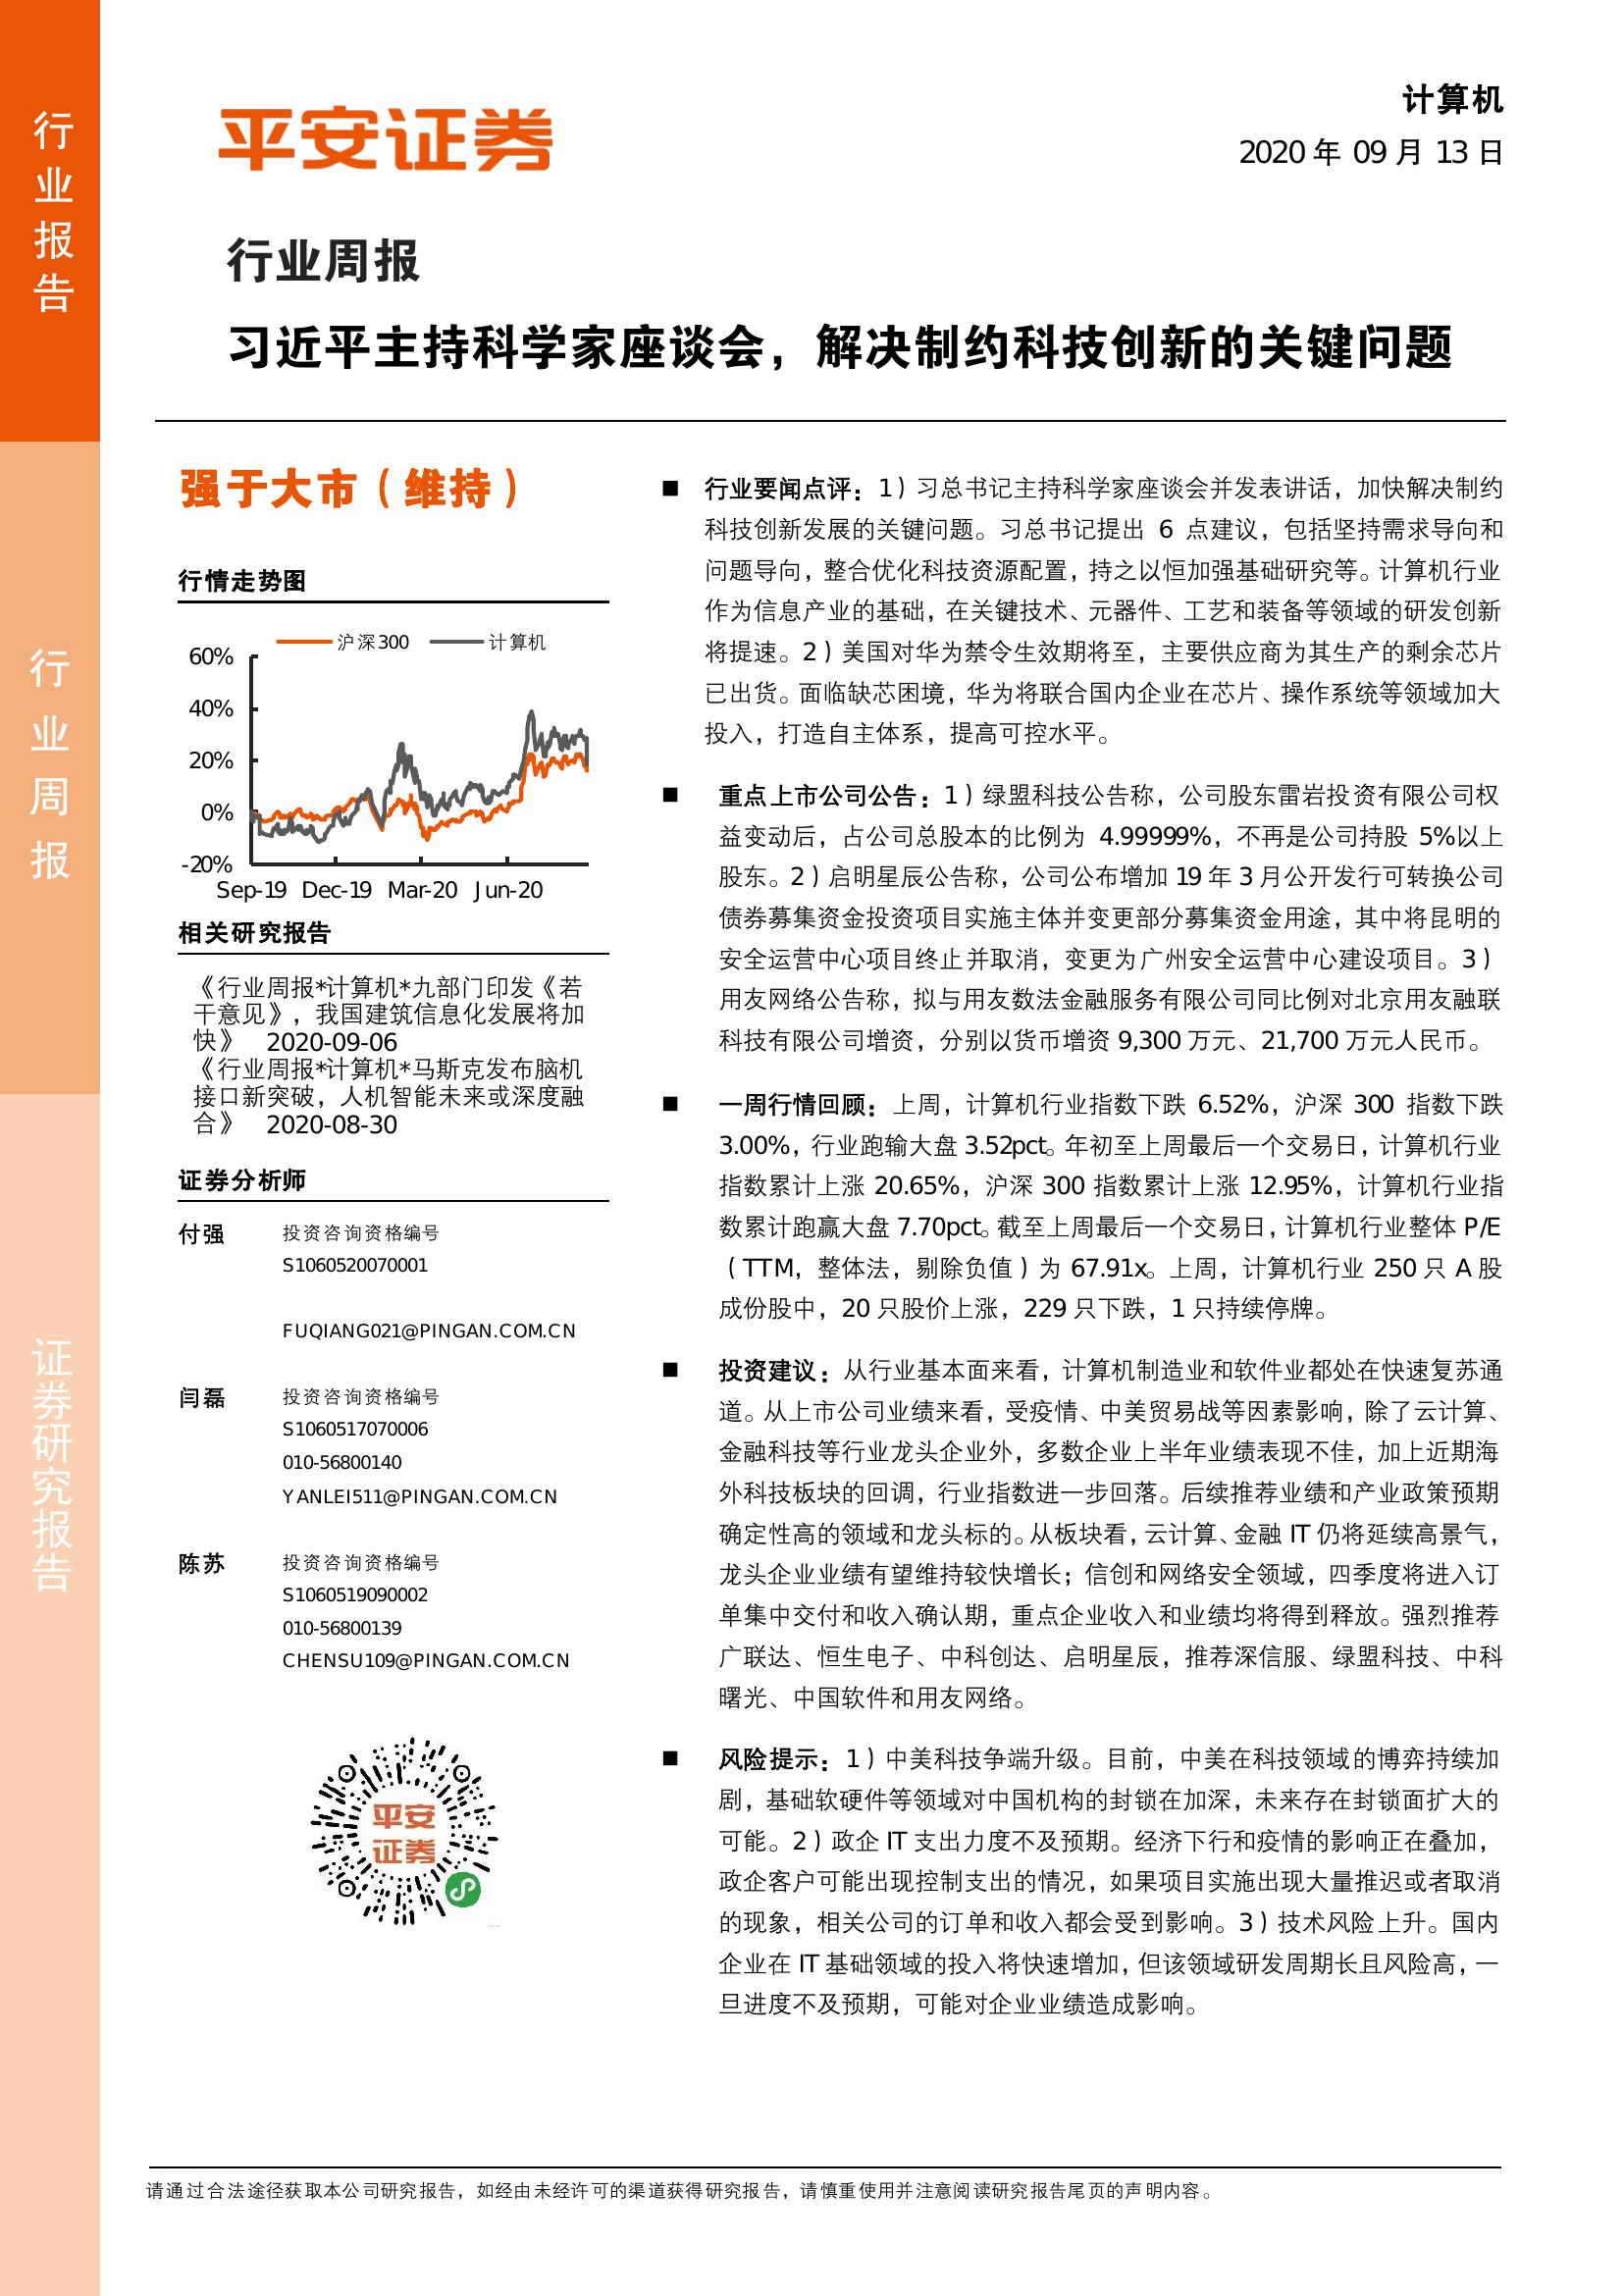 行业报告
行业周报
证券研究报告
平安证券
计算机
2020 年 09 月 13 日
行业周报
习近平主持科学家座谈会，解决制约科技创新的关键问题
强于大市（维持）
行情走势图
沪深300 计算机
60%
40%
20%
0%
-20%
Sep-19 Dec-19 Mar-20 Jun-20
相关研究报告
《行业周报*计算机*九部门印发《若
干意见》，我国建筑信息化发展将加
快》 2020-09-06
《行业周报*计算机*马斯克发布脑机
接口新突破，人机智能未来或深度融
合》 2020-08-30
证券分析师
付强 投资咨询资格编号
S1060520070001
FUQIANG021@PINGAN.COM.CN
闫磊 投资咨询资格编号
S1060517070006
010-56800140
YANLEI511@PINGAN.COM.CN
陈苏 投资咨询资格编号
S1060519090002
010-56800139
CHENSU109@PINGAN.COM.CN
平安
证券
■ 行业要闻点评：1）习总书记主持科学家座谈会并发表讲话，加快解决制约
科技创新发展的关键问题。习总书记提出 6 点建议，包括坚持需求导向和
问题导向，整合优化科技资源配置，持之以恒加强基础研究等。计算机行业
作为信息产业的基础，在关键技术、元器件、工艺和装备等领域的研发创新
将提速。2）美国对华为禁令生效期将至，主要供应商为其生产的剩余芯片
已出货。面临缺芯困境，华为将联合国内企业在芯片、操作系统等领域加大
投入，打造自主体系，提高可控水平。
■ 重点上市公司公告：1）绿盟科技公告称，公司股东雷岩投资有限公司权
益变动后，占公司总股本的比例为 4.99999%，不再是公司持股 5%以上
股东。2）启明星辰公告称，公司公布增加 19 年 3 月公开发行可转换公司
债券募集资金投资项目实施主体并变更部分募集资金用途，其中将昆明的
安全运营中心项目终止并取消，变更为广州安全运营中心建设项目。3）
用友网络公告称，拟与用友数法金融服务有限公司同比例对北京用友融联
科技有限公司增资，分别以货币增资 9,300 万元、21,700 万元人民币。
■ 一周行情回顾：上周，计算机行业指数下跌 6.52%，沪深 300 指数下跌
3.00%，行业跑输大盘 3.52pct。年初至上周最后一个交易日，计算机行业
指数累计上涨 20.65%，沪深 300 指数累计上涨 12.95%，计算机行业指
数累计跑赢大盘 7.70pct。截至上周最后一个交易日，计算机行业整体 P/E
（TTM，整体法，剔除负值）为 67.91x。上周，计算机行业 250 只 A 股
成份股中，20 只股价上涨，229 只下跌，1 只持续停牌。
■ 投资建议：从行业基本面来看，计算机制造业和软件业都处在快速复苏通
道。从上市公司业绩来看，受疫情、中美贸易战等因素影响，除了云计算、
金融科技等行业龙头企业外，多数企业上半年业绩表现不佳，加上近期海
外科技板块的回调，行业指数进一步回落。后续推荐业绩和产业政策预期
确定性高的领域和龙头标的。从板块看，云计算、金融 IT 仍将延续高景气，
龙头企业业绩有望维持较快增长；信创和网络安全领域，四季度将进入订
单集中交付和收入确认期，重点企业收入和业绩均将得到释放。强烈推荐
广联达、恒生电子、中科创达、启明星辰，推荐深信服、绿盟科技、中科
曙光、中国软件和用友网络。
■ 风险提示：1）中美科技争端升级。目前，中美在科技领域的博弈持续加
剧，基础软硬件等领域对中国机构的封锁在加深，未来存在封锁面扩大的
可能。2）政企 IT 支出力度不及预期。经济下行和疫情的影响正在叠加，
政企客户可能出现控制支出的情况，如果项目实施出现大量推迟或者取消
的现象，相关公司的订单和收入都会受到影响。3）技术风险上升。国内
企业在 IT 基础领域的投入将快速增加，但该领域研发周期长且风险高，一
旦进度不及预期，可能对企业业绩造成影响。
请通过合法途径获取本公司研究报告，如经由未经许可的渠道获得研究报告，请慎重使用并注意阅读研究报告尾页的声明内容。